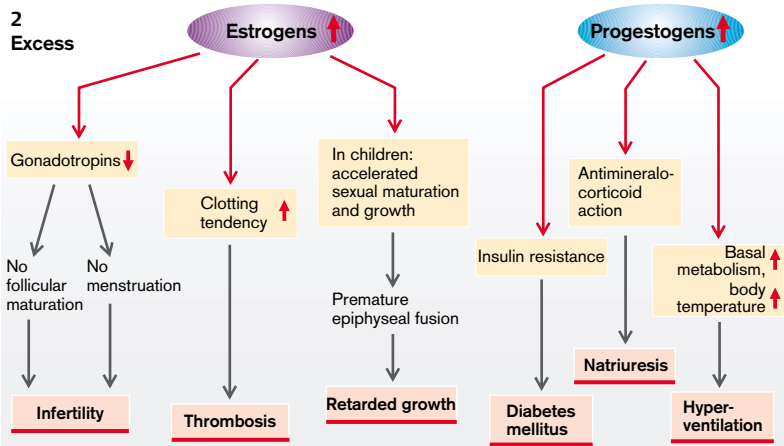 2
Excess
Estrogens
Progestogens
Gonadotropins
No
follicular
maturation
No
menstruation
Infertility
Clotting
tendency
Thrombosis
In children:
accelerated
sexual maturation
and growth
Premature
epiphyseal fusion
Retarded growth
Insulin resistance
Diabetes
mellitus
Antimineralo-
corticoid
action
Natriuresis
Basal
metabolism,
body
temperature
Hyper-
ventilation